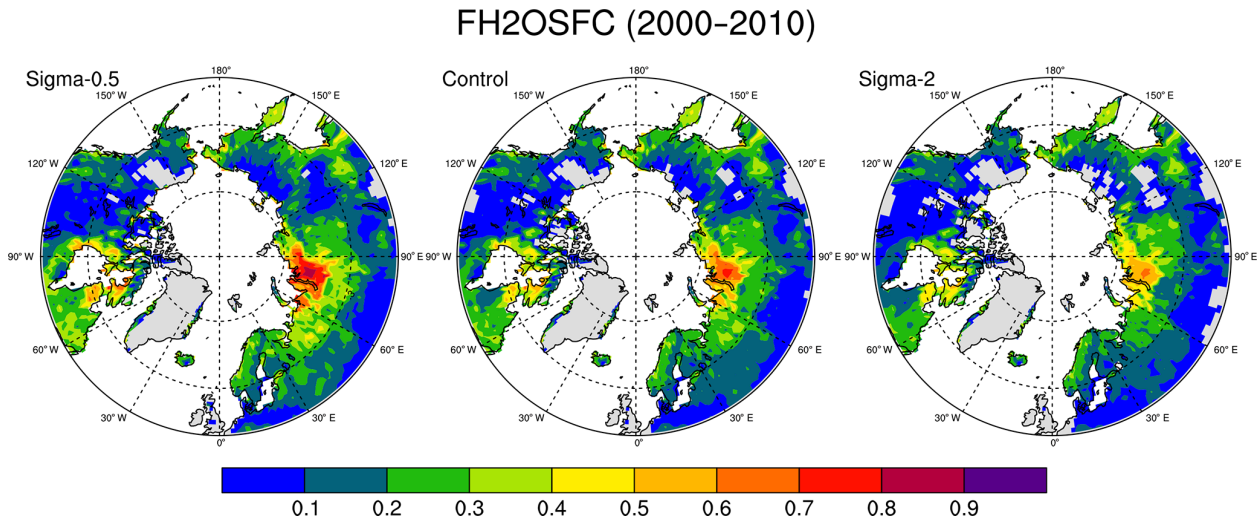 FH2OSFC (2000-2010)
Sigma-0.5
180°
150° W
150° E
120° W
120° E
90° W
90° E
60° W
60° E
30° W
30° E
0°
Control
180°
150° W
150° E
120° W
120° E
90° W
90° E
60° W
60° E
30° W
30° E
0°
Sigma-2
180°
150° W
150° E
120° W
120° E
90° W
90° E
60° W
60° E
30° W
30° E
0°
0.1 0.2 0.3 0.4 0.5 0.6 0.7 0.8 0.9